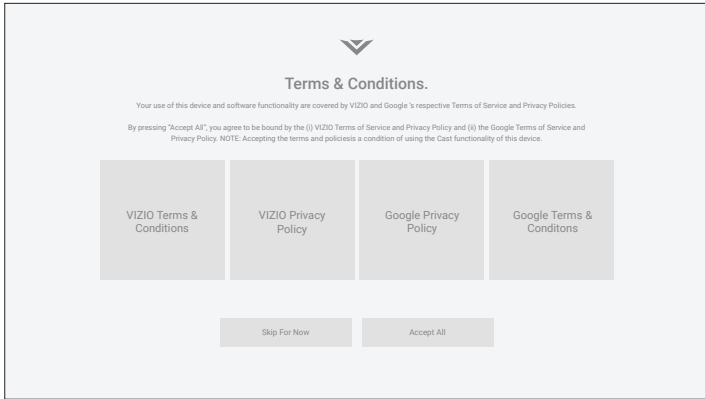 Terms & Conditions.
Your use of this device and software functionality are covered by VIZIO and Google 's respective Terms of Service and Privacy Policies.
By pressing "Accept All", you agree to be bound by the (i) VIZIO Terms of Service and Privacy Policy and (ii) the Google Terms of Service and
Privacy Policy. NOTE: Accepting the terms and policiesis a condition of using the Cast functionality of this device.
VIZIO Terms &
Conditions
VIZIO Privacy
Policy
Google Privacy
Policy
Google Terms &
Conditons
Skip For Now
Accept All